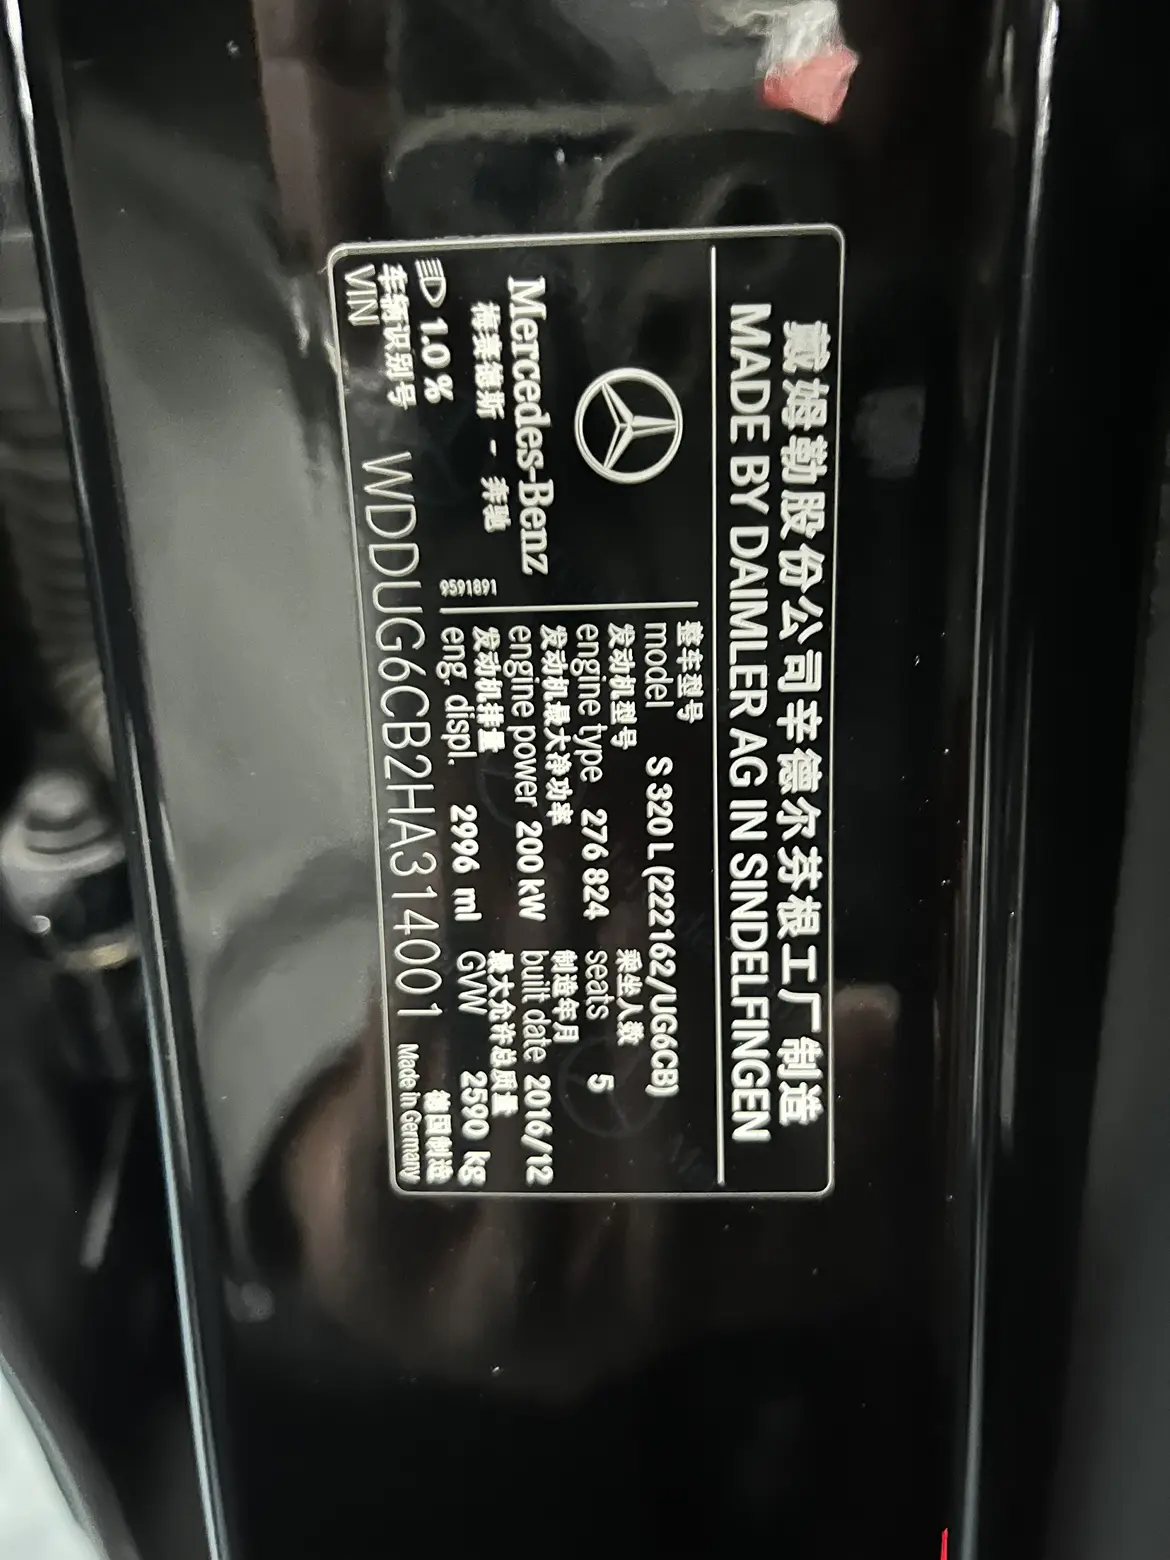 戴姆勒股份公司辛德尔芬根工厂制造
MADE BY DAIMLER AG IN SINDELFINGEN
Mercedes-Benz
梅赛德斯 - 奔驰
1.0 %
9591891
整车型号
model S 320 L (222162/UG6CB)
发动机型号 乘坐人数
engine type 276 824 seats 5
发动机最大净功率 制造年月
engine power 200 kW built date 2016/12
发动机排量 最大允许总质量
eng. displ. 2996 ml GVW 2590 kg
车辆识别号 德国制造
VIN WDDUG6CB2HA314001 Made in Germany